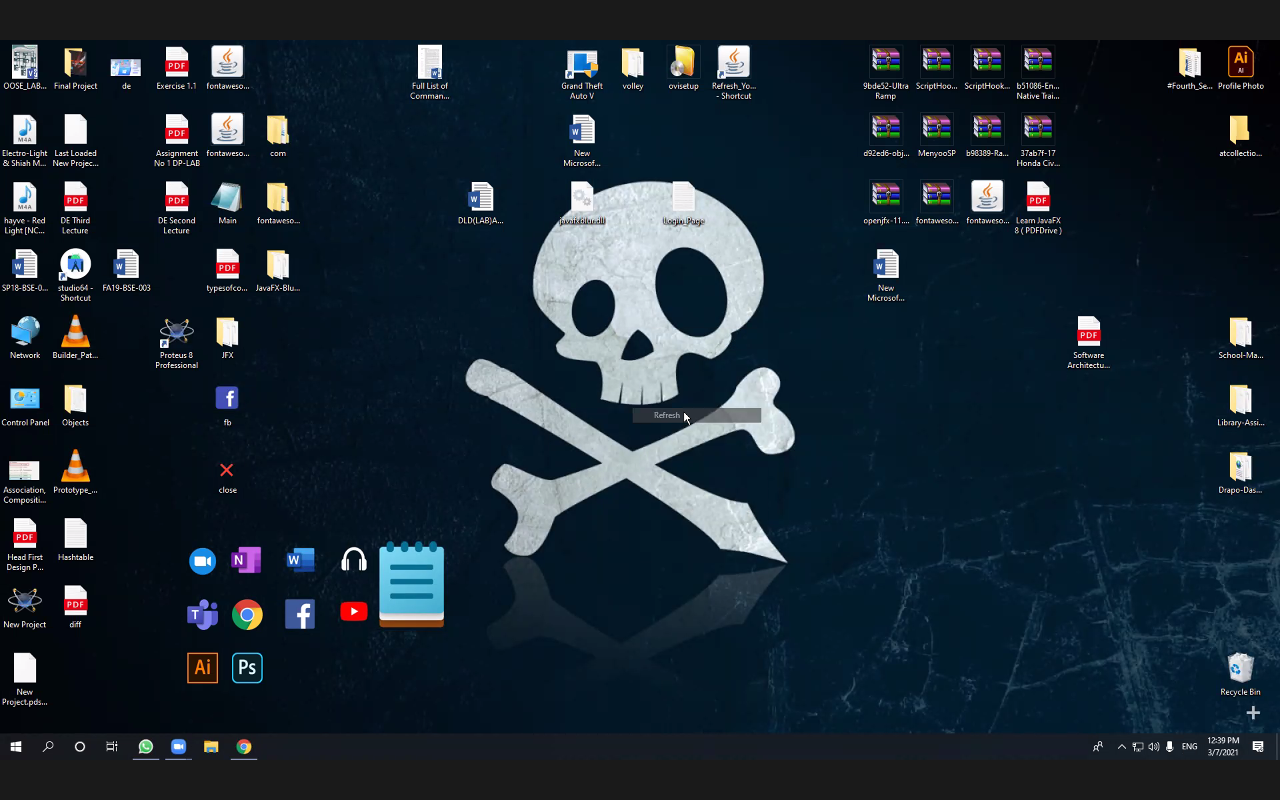 OOSE_LAB...
Final Project
de
Exercise 1.1
fontaweso...
Full List of
Comman...
Grand Theft
Auto V
volley
ovisetup
Refresh_Yo...
- Shortcut
9bde52-Ultra
Ramp
ScriptHoo...
ScriptHook...
b51086-En...
Native Trai...
#Fourth_Se...
Ai
AI
Profile Photo
Electro-Light
& Shiah M...
Last Loaded
New Projec...
Assignment
No 1 DP-LAB
fontaweso...
com
New
Microsof...
d92ed6-obj...
MenyooSP
b98389-Ra...
37ab7f-17
Honda Civ...
atcollectio...
hayve - Red
Light [NC...
DE Third
Lecture
DE Second
Lecture
Main
fontaweso...
DLD(LAB)A...
javafxblur.dll
Login_Page
openjfx-11...
fontaweso...
fontaweso...
Learn JavaFX
8 ( PDFDrive )
SP18-BSE-0...
studio64 -
Shortcut
FA19-BSE-003
typesofco...
JavaFX-Blu...
New
Microsof...
Network
Builder_Pat...
Proteus 8
Professional
JFX
Software
Architectu...
School-Ma...
Control Panel
Objects
fb
Refresh
Library-Assi...
Association,
Compositi...
Prototype_...
close
Drapo-Das...
Head First
Design P...
Hashtable
New Project
diff
Ai
Ps
New
Project.pds...
Recycle Bin
ENG
12:39 PM
3/7/2021